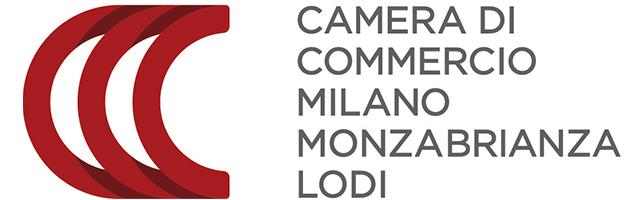 CAMERA DI
COMMERCIO
MILANO
MONZABRIANZA
LODI